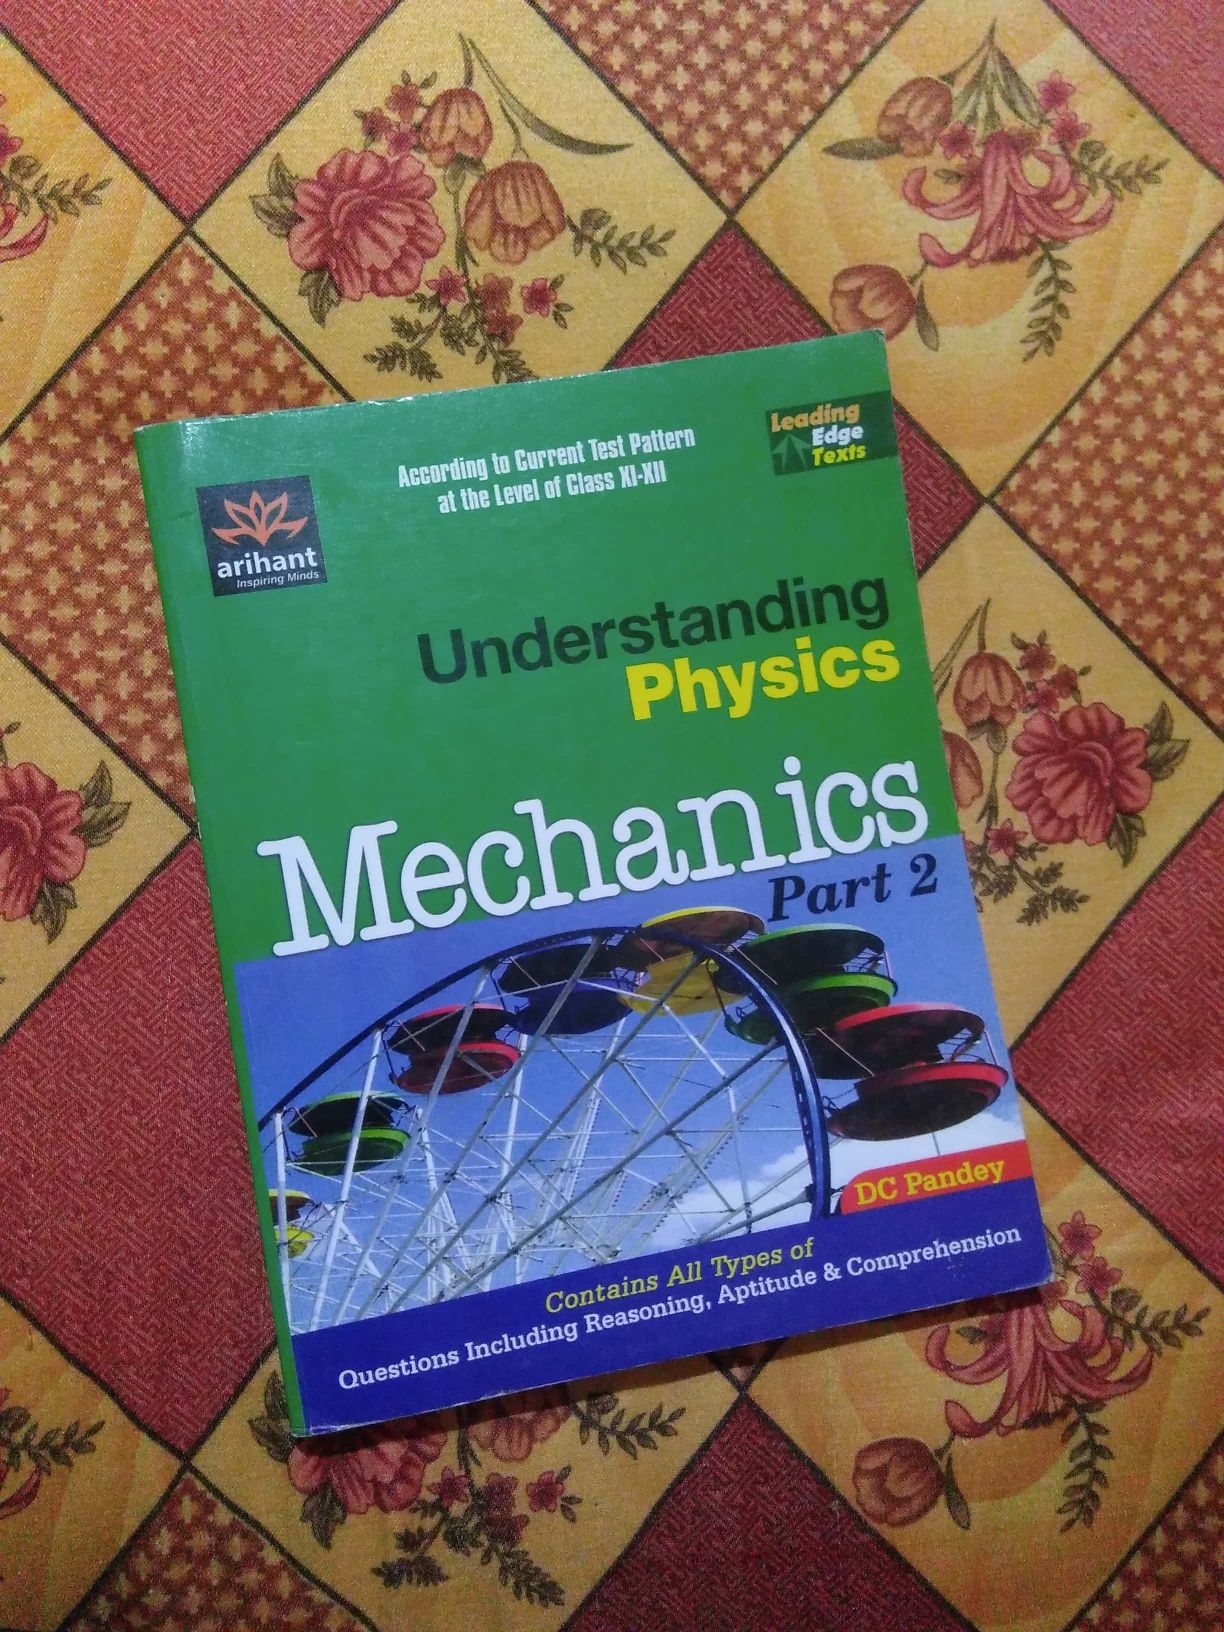 According to Current Test Pattern
at the Level of Class XI-XII
Leading
Edge
Texts
arihant
Inspiring Minds
Understanding
Physics
Mechanics
Part 2
DC Pandey
Contains All Types of
Questions Including Reasoning, Aptitude & Comprehension